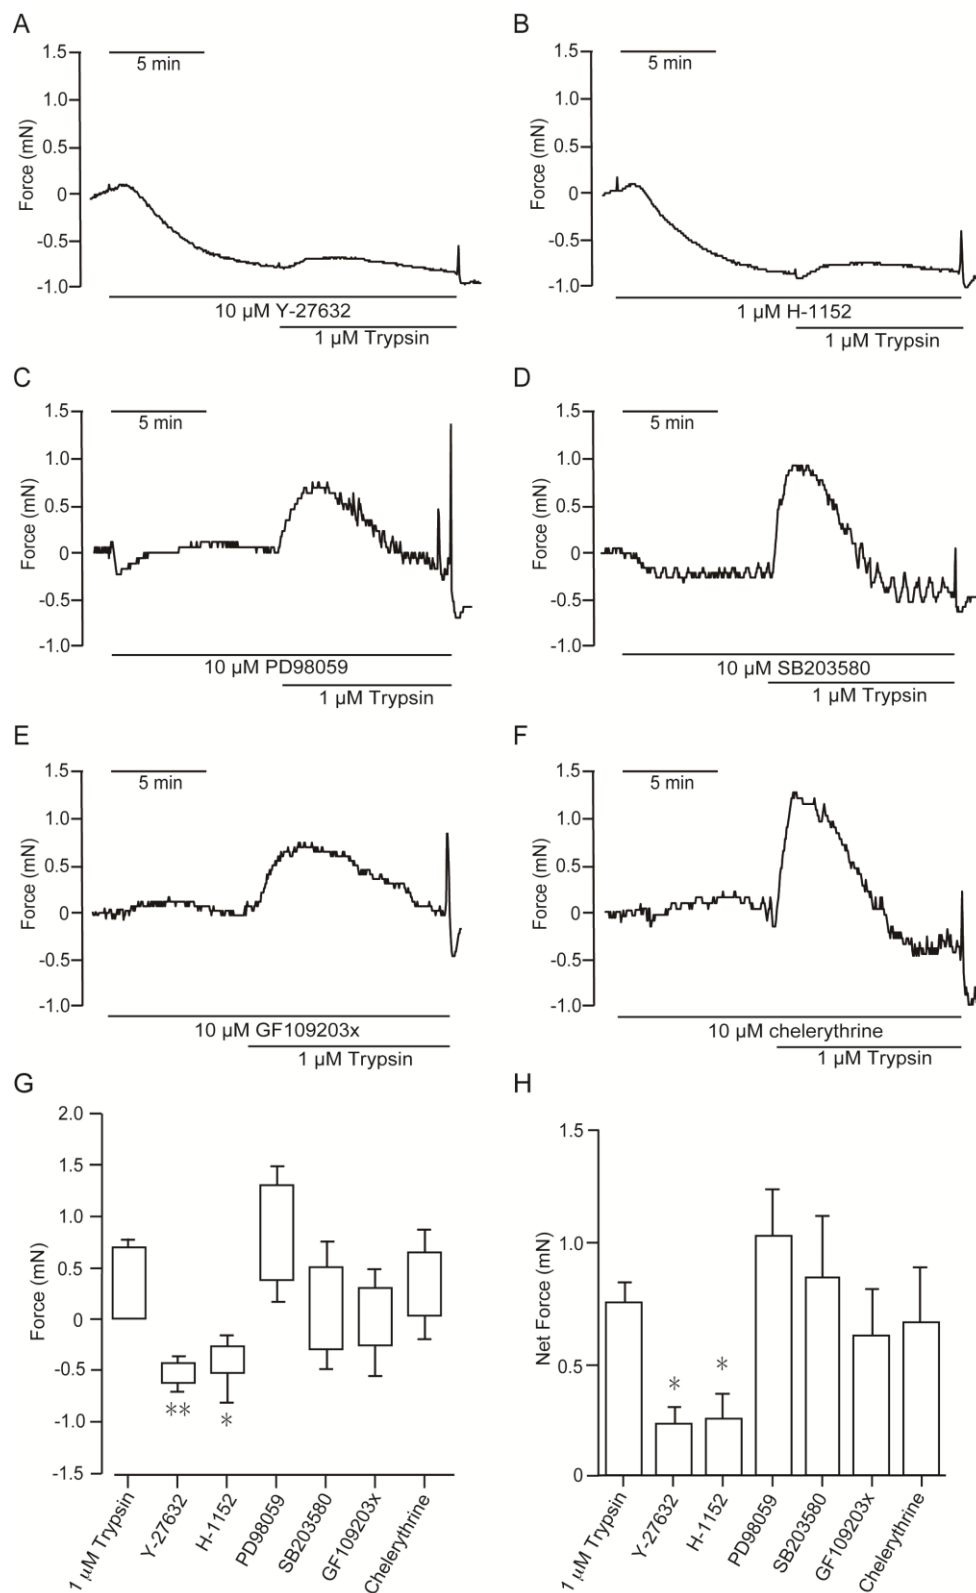 A
B
1.5
5 min
1.0
0.5
0
-0.5
-1.0
Force (mN)
10 µM Y-27632
1 µM Trypsin
1.5
5 min
1.0
0.5
0
-0.5
-1.0
Force (mN)
1 µM H-1152
1 µM Trypsin
C
D
1.5
5 min
1.0
0.5
0
-0.5
-1.0
Force (mN)
10 µM PD98059
1 µM Trypsin
1.5
5 min
1.0
0.5
0
-0.5
-1.0
Force (mN)
10 µM SB203580
1 µM Trypsin
E
F
1.5
5 min
1.0
0.5
0
-0.5
-1.0
Force (mN)
10 µM GF109203x
1 µM Trypsin
1.5
5 min
1.0
0.5
0
-0.5
-1.0
Force (mN)
10 µM chelerythrine
1 µM Trypsin
G
H
2.0
1.5
1.0
0.5
0
-0.5
-1.0
-1.5
Force (mN)
**
*
1 µM Trypsin
Y-27632
H-1152
PD98059
SB203580
GF109203x
Chelerythrine
1.5
1.0
0.5
0
Net Force (mN)
*
*
1 µM Trypsin
Y-27632
H-1152
PD98059
SB203580
GF109203x
Chelerythrine